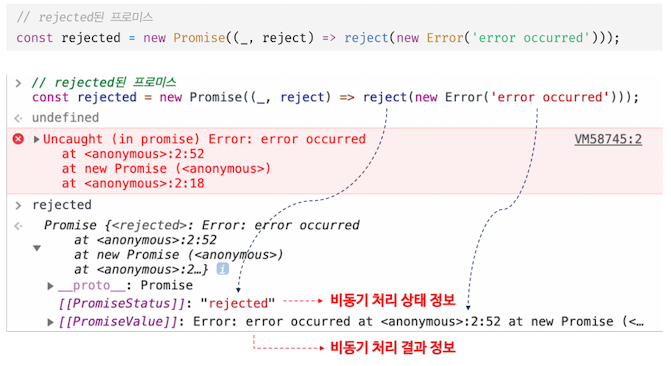 // rejected된 프로미스
const rejected = new Promise((_, reject) => reject(new Error('error occurred')));
> // rejected된 프로미스
const rejected = new Promise((_, reject) => reject(new Error('error occurred')));
undefined
Uncaught (in promise) Error: error occurred VM58745:2
at <anonymous>:2:52
at new Promise (<anonymous>)
at <anonymous>:2:18
> rejected
Promise {<rejected>: Error: error occurred
at <anonymous>:2:52
at new Promise (<anonymous>)
at <anonymous>:2…} i
__proto__: Promise
[[PromiseStatus]]: "rejected" 비동기 처리 상태 정보
[[PromiseValue]]: Error: error occurred at <anonymous>:2:52 at new Promise (<…
비동기 처리 결과 정보